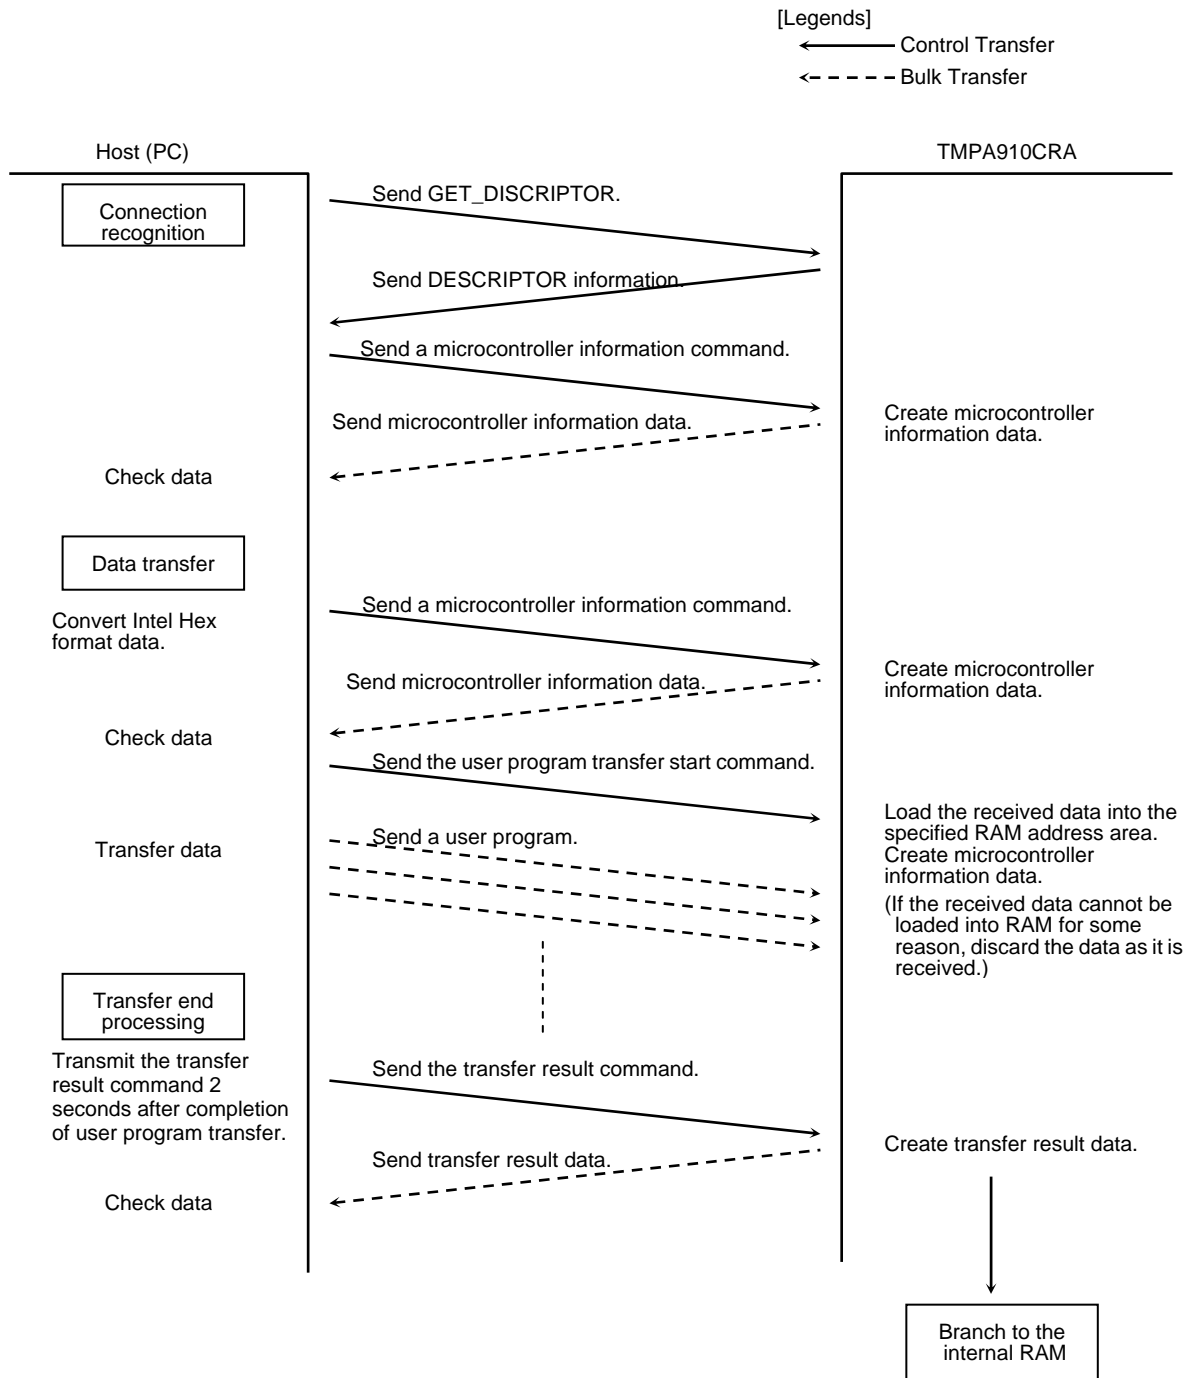 [Legends]
Control Transfer
Bulk Transfer
Host (PC)
TMPA910CRA
Connection
recognition
Send GET_DISCRIPTOR.
Send DESCRIPTOR information.
Send a microcontroller information command.
Send microcontroller information data.
Create microcontroller
information data.
Check data
Data transfer
Convert Intel Hex
format data.
Send a microcontroller information command.
Send microcontroller information data.
Create microcontroller
information data.
Check data
Send the user program transfer start command.
Transfer data
Send a user program.
Load the received data into the
specified RAM address area.
Create microcontroller
information data.
(If the received data cannot be
loaded into RAM for some
reason, discard the data as it is
received.)
Transfer end
processing
Transmit the transfer
result command 2
seconds after completion
of user program transfer.
Send the transfer result command.
Send transfer result data.
Create transfer result data.
Check data
Branch to the
internal RAM